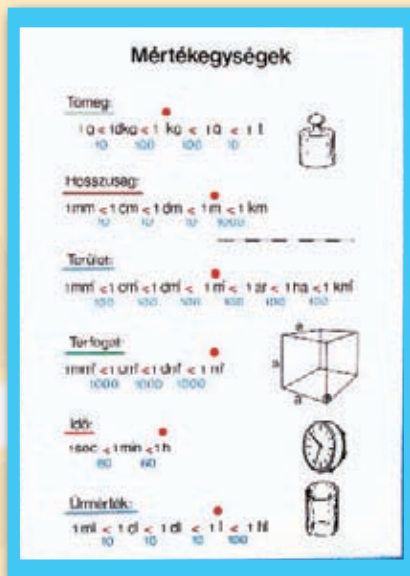 Mértékegységek
Tömeg:
1 g < 1 dkg < 1 kg < 1 q < 1 t
10 100 100 10
Hosszúság:
1 mm < 1 cm < 1 dm < 1 m < 1 km
10 10 10 1000
Terület:
1 mm² < 1 cm² < 1 dm² < 1 m² < 1 ar < 1 ha < 1 km²
100 100 100 100 100 100
Térfogat:
1 mm³ < 1 cm³ < 1 dm³ < 1 m³
1000 1000 1000
a
a
a
Idő:
1 sec < 1 min < 1 h
60 60
Űrmérték:
1 ml < 1 cl < 1 dl < 1 l < 1 hl
10 10 10 100